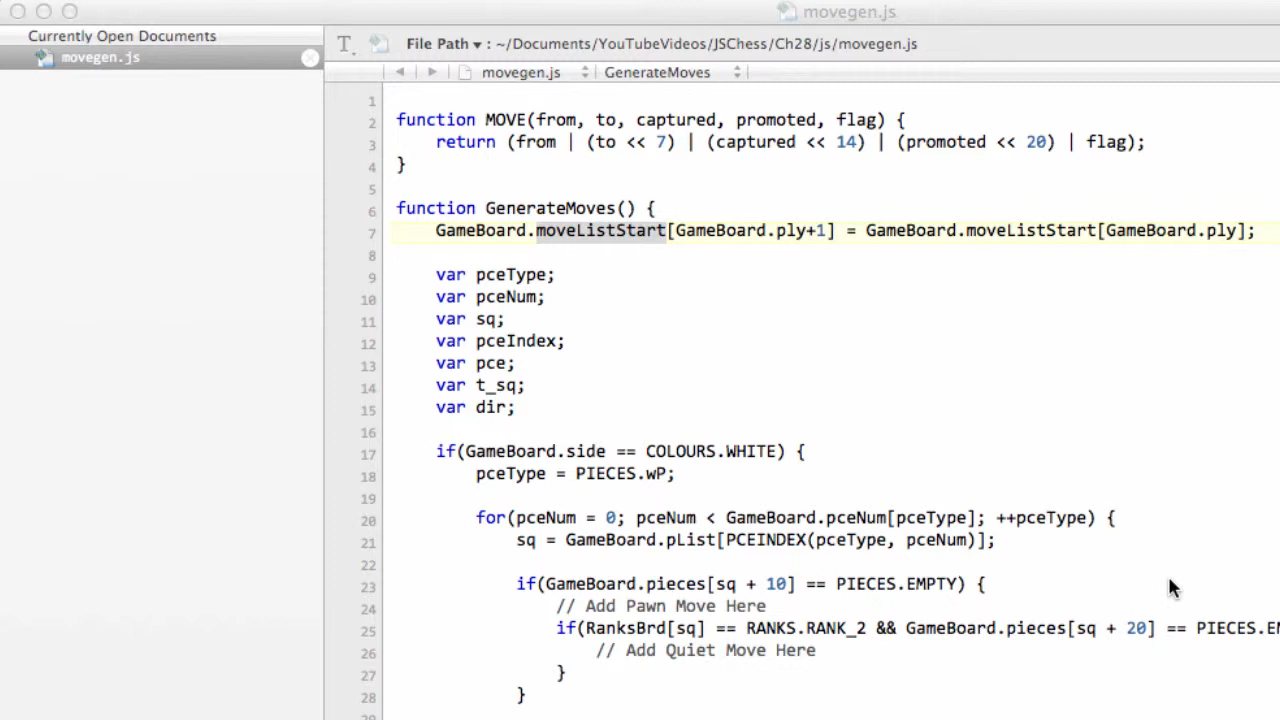 movegen.js
Currently Open Documents
movegen.js
File Path ▾ : ~/Documents/YouTubeVideos/JSChess/Ch28/js/movegen.js
movegen.js GenerateMoves
1
2 function MOVE(from, to, captured, promoted, flag) {
3 return (from | (to << 7) | (captured << 14) | (promoted << 20) | flag);
4 }
5
6 function GenerateMoves() {
7 GameBoard.moveListStart[GameBoard.ply+1] = GameBoard.moveListStart[GameBoard.ply];
8
9 var pceType;
10 var pceNum;
11 var sq;
12 var pceIndex;
13 var pce;
14 var t_sq;
15 var dir;
16
17 if(GameBoard.side == COLOURS.WHITE) {
18 pceType = PIECES.wP;
19
20 for(pceNum = 0; pceNum < GameBoard.pceNum[pceType]; ++pceType) {
21 sq = GameBoard.pList[PCEINDEX(pceType, pceNum)];
22
23 if(GameBoard.pieces[sq + 10] == PIECES.EMPTY) {
24 // Add Pawn Move Here
25 if(RanksBrd[sq] == RANKS.RANK_2 && GameBoard.pieces[sq + 20] == PIECES.E
26 // Add Quiet Move Here
27 }
28 }